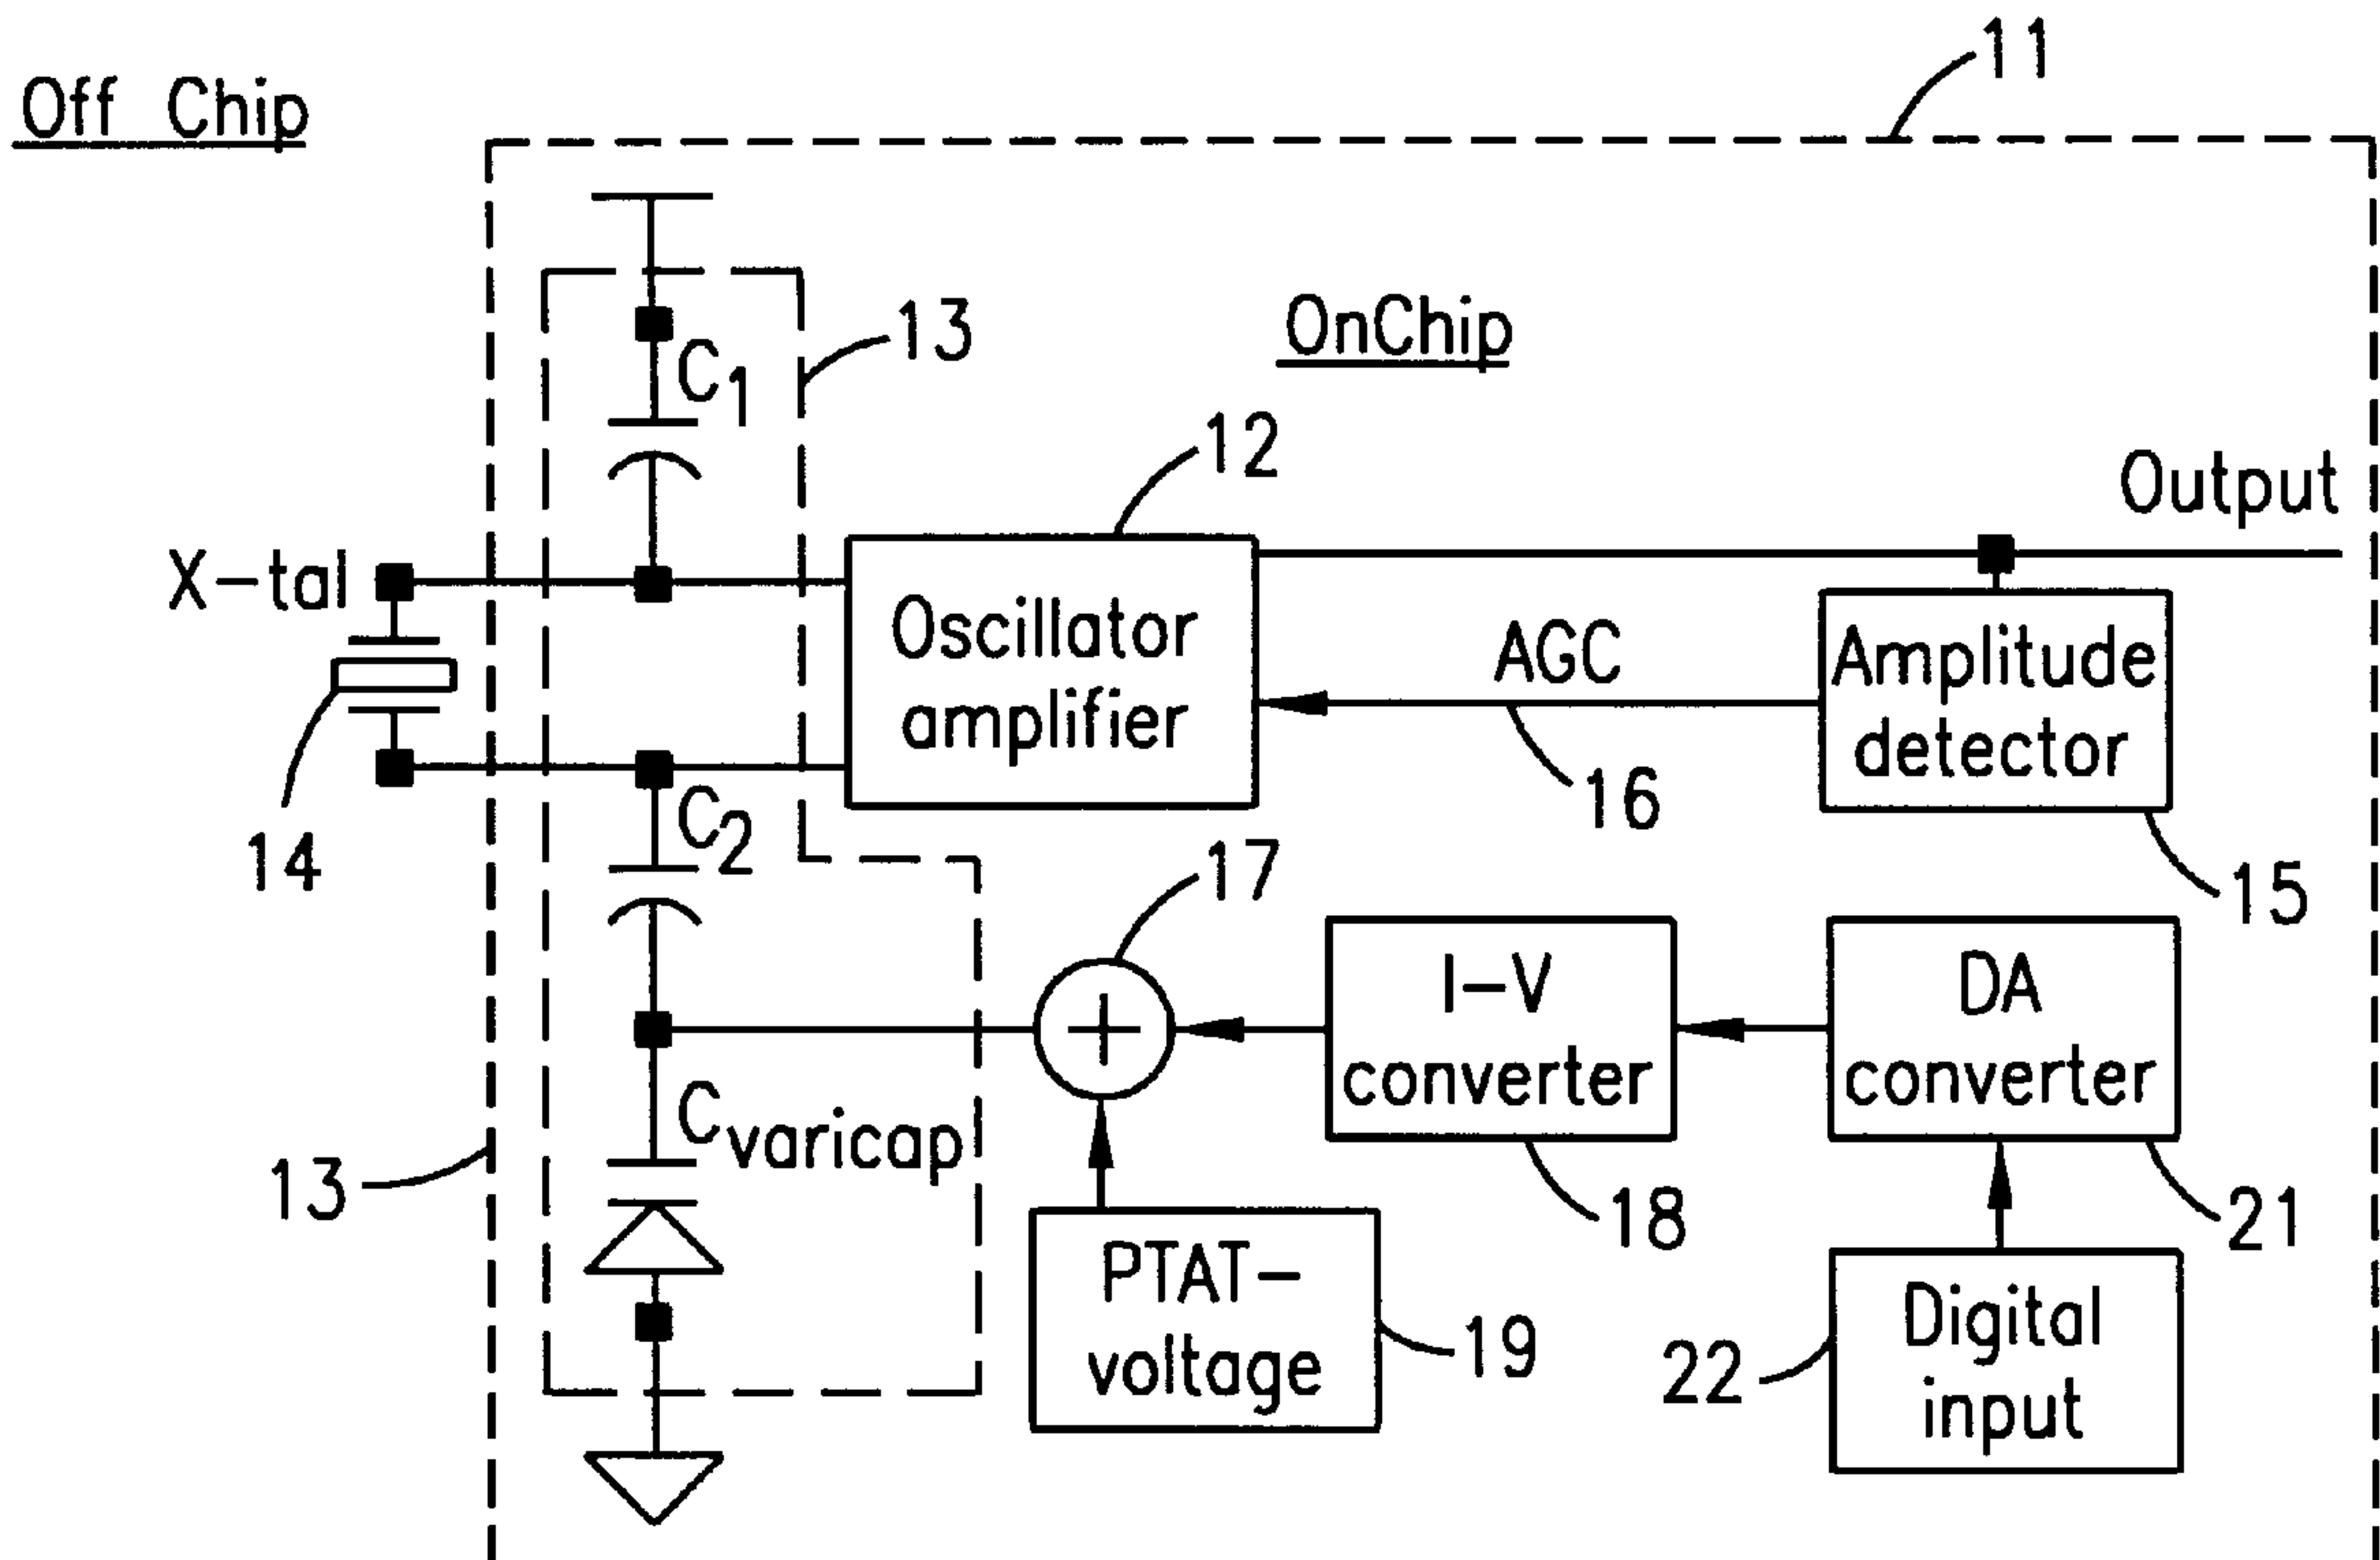 11
Off Chip
13
OnChip
C1
12
Output
X-tal
Oscillator
amplifier
AGC
Amplitude
detector
16
14
C2
17
15
I-V
converter
DA
converter
Cvaricap
13
18
21
PTAT-
voltage
19
22
Digital
input